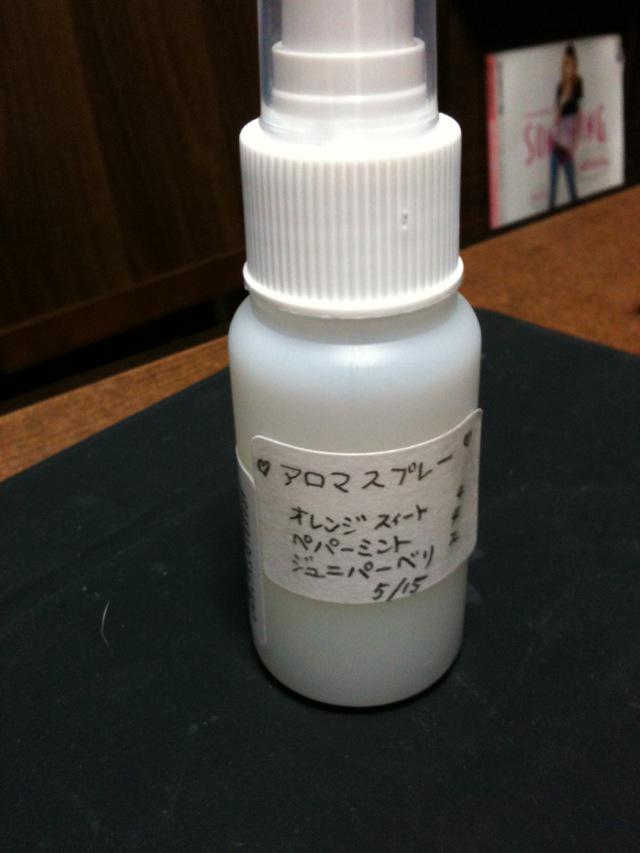 ♡ アロマスプレー ♡
オレンジスイート
ペパーミント
ジュニパーベリ
5/15